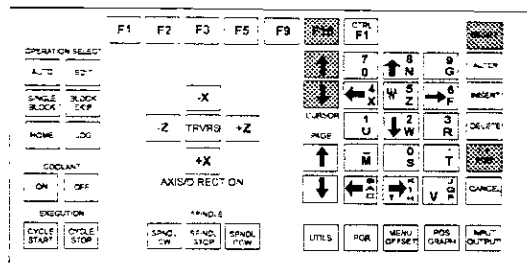 F1 F2 F3 F5 F9 F10 CTRL F1 RESET
OPERATION SELECT
AUTO EDIT
7 8 N 9 G ALTER
SINGLE BLOCK BLOCK SKIP
-X
4 X 5 Z 6 F INSERT
HOME JOG
-Z TRVRS +Z
CURSOR
1 U 2 W 3 R DELETE
PAGE
+X
M 0 S T
COOLANT
AXIS/DIRECTION
ON OFF
V CANCEL
EXECUTION
SPINDLE
CYCLE START CYCLE STOP
SPNDL CW SPNDL STOP SPNDL CCW
UTILS PGR MENU OFFSET POS GRAPH INPUT OUTPUT